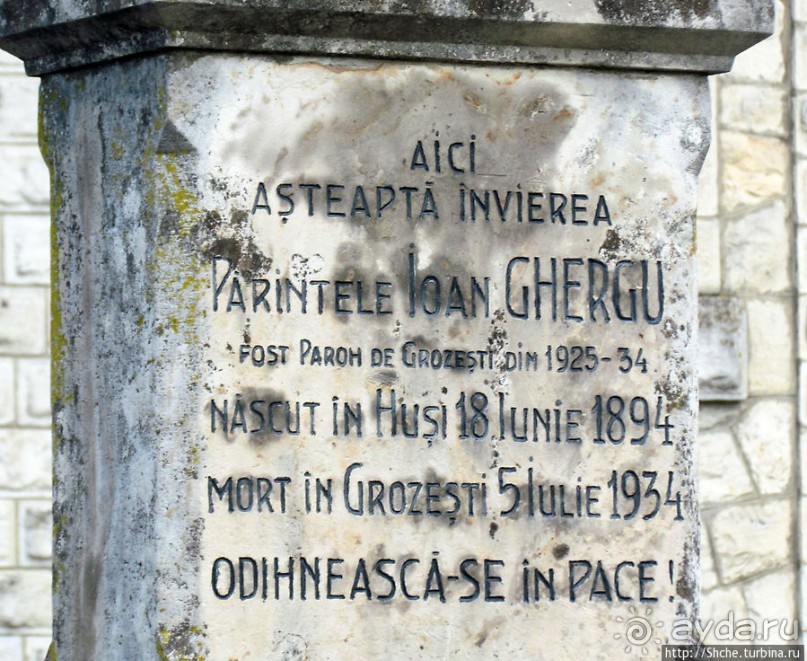 AICI
AȘTEAPTĂ ÎNVIEREA
PĂRINTELE IOAN GHERGU
FOST PAROH DE GROZEȘTI DIN 1925-34
NĂSCUT ÎN HUȘI 18 IUNIE 1894
MORT ÎN GROZEȘTI 5 IULIE 1934
ODIHNEASCĂ-SE ÎN PACE!
ayda.ru
http://Shche.turbina.ru